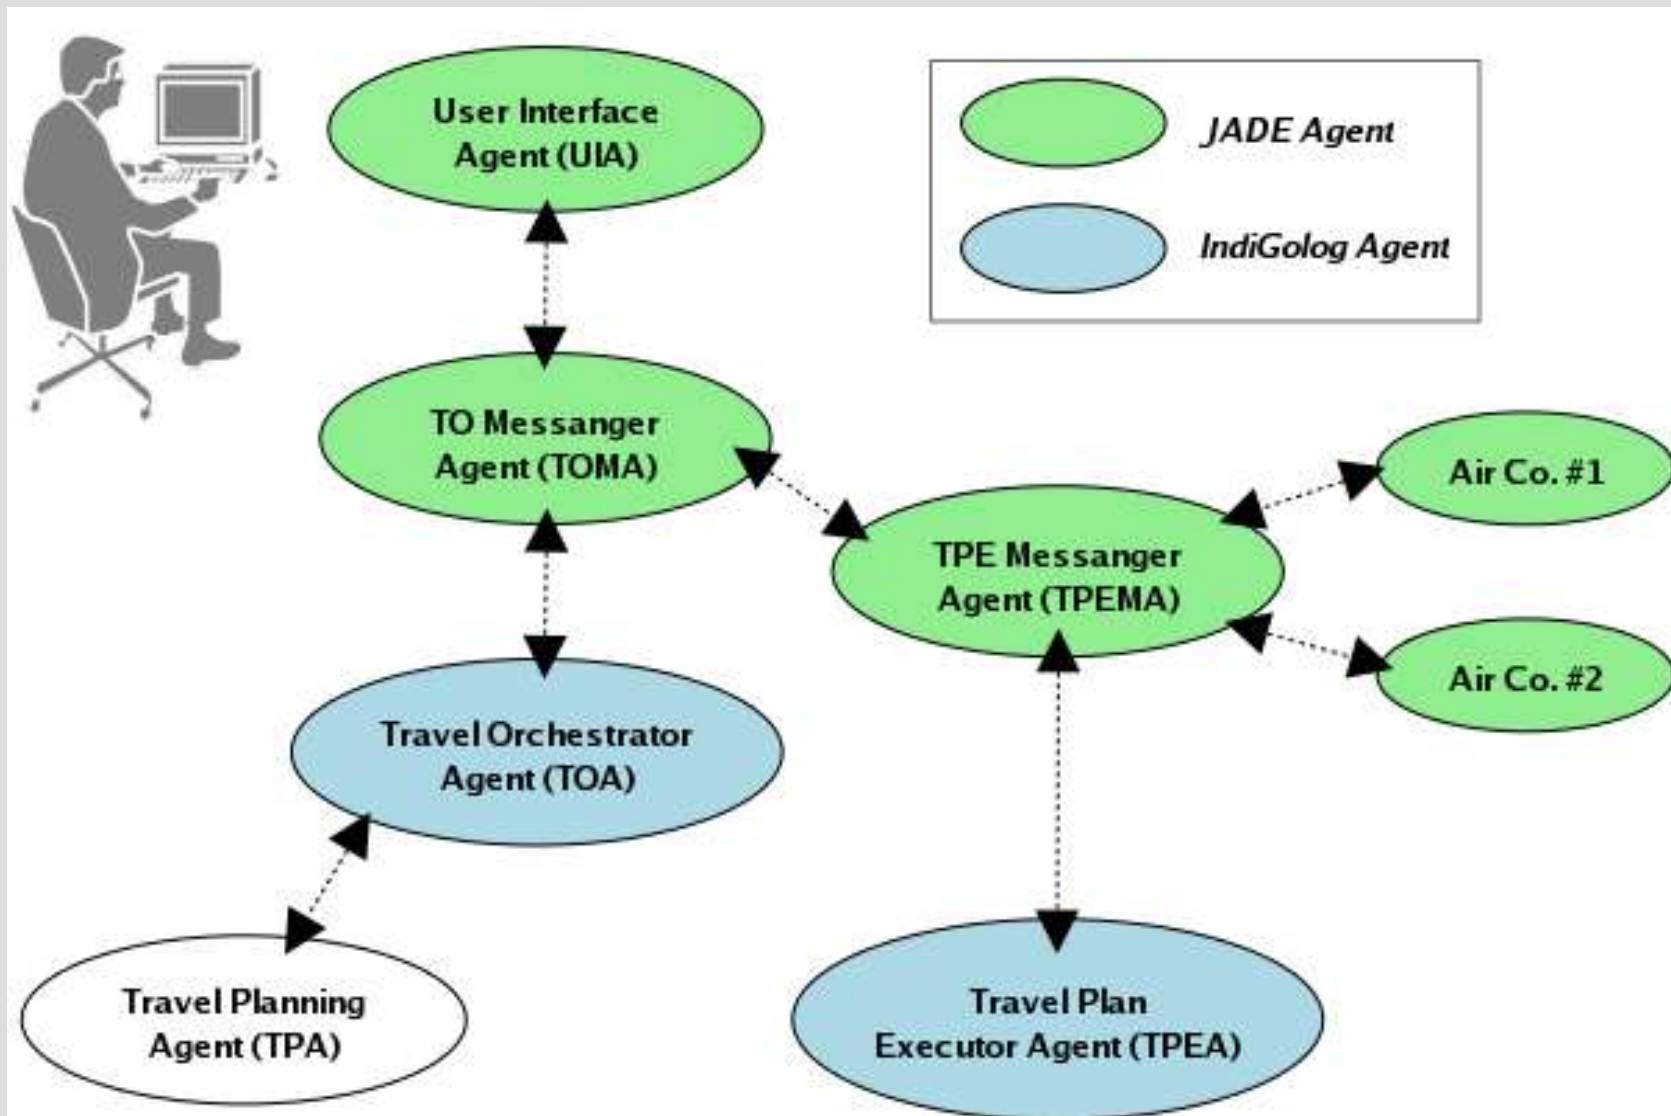 User Interface
Agent (UIA)
JADE Agent
IndiGolog Agent
TO Messanger
Agent (TOMA)
Air Co. #1
TPE Messanger
Agent (TPEMA)
Air Co. #2
Travel Orchestrator
Agent (TOA)
Travel Planning
Agent (TPA)
Travel Plan
Executor Agent (TPEA)